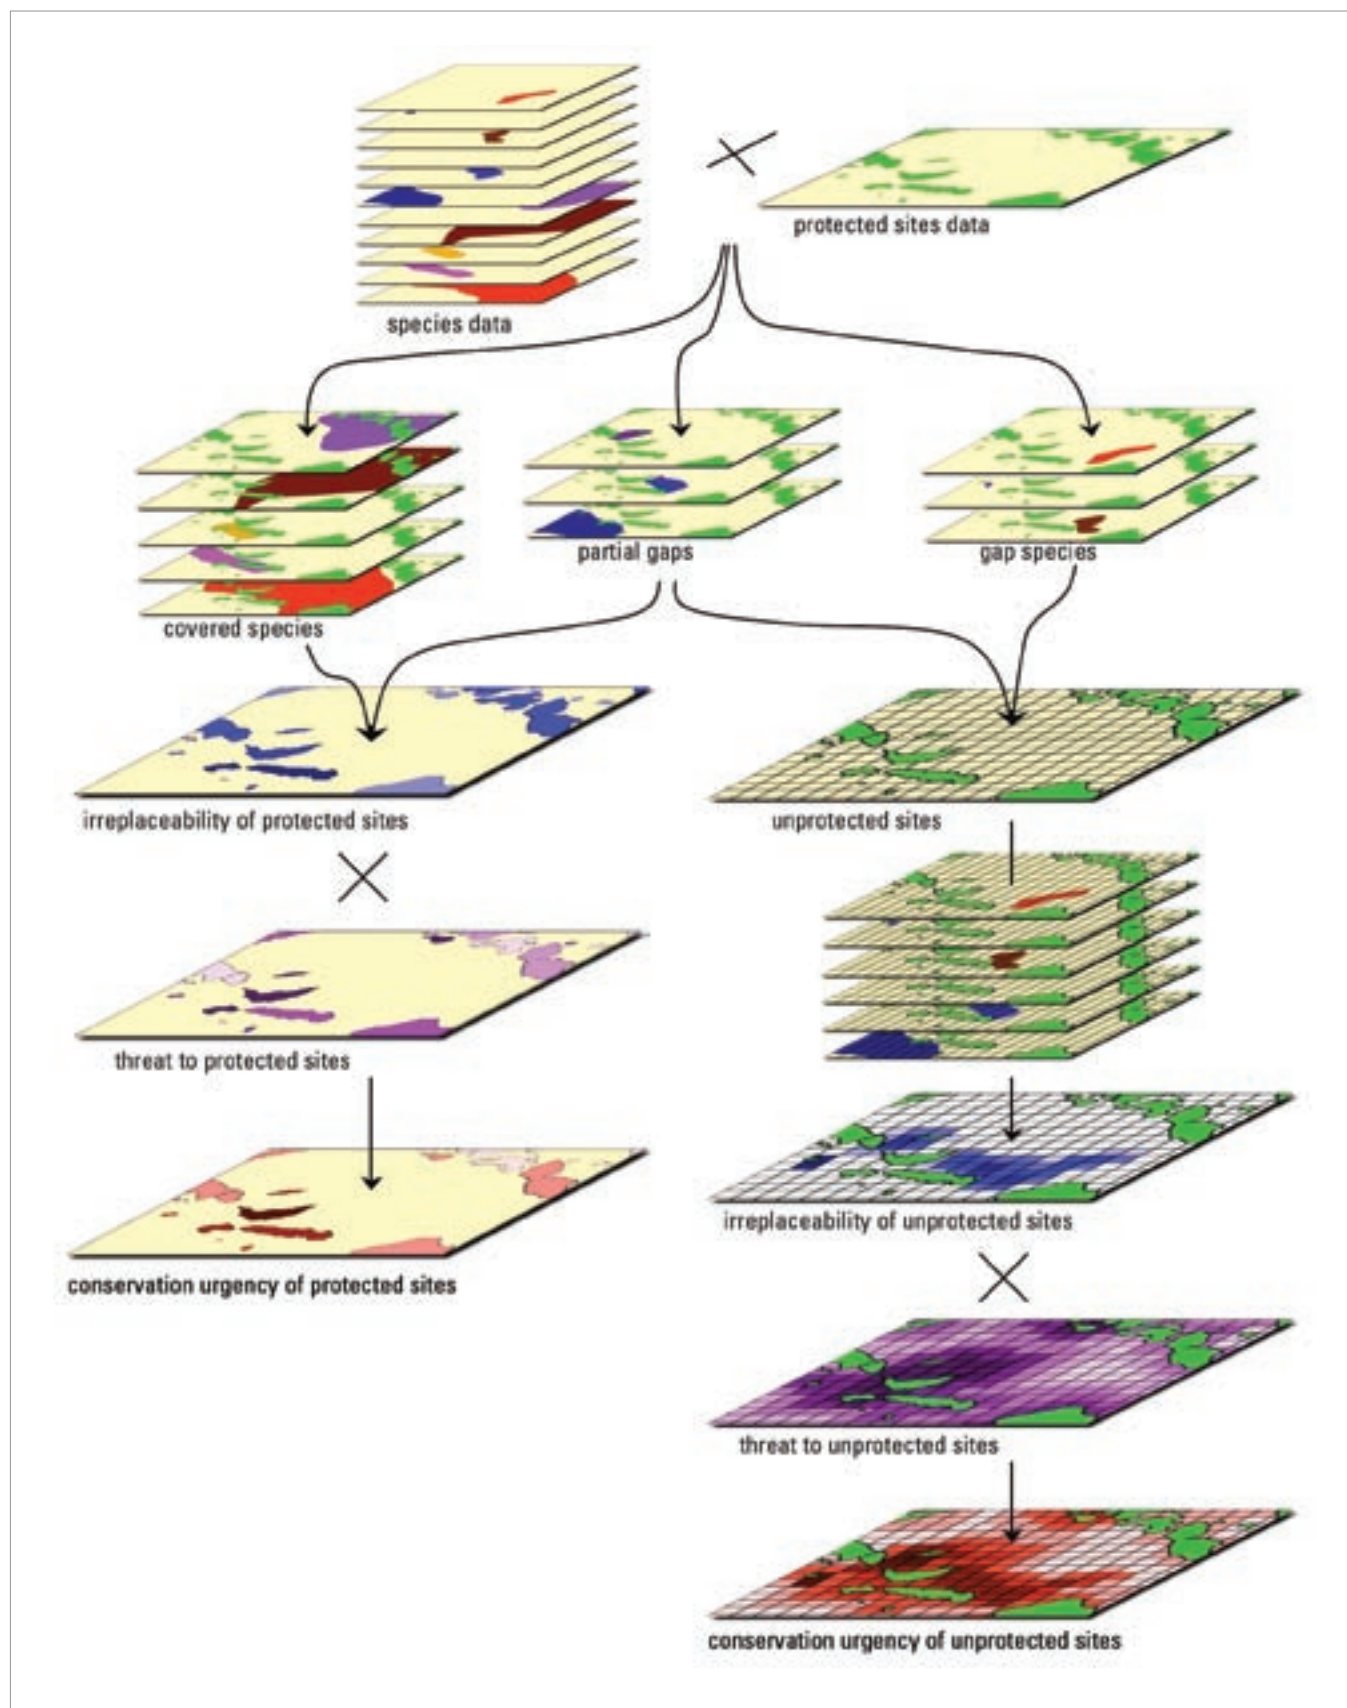 protected sites data
species data
partial gaps
gap species
covered species
irreplaceability of protected sites
unprotected sites
threat to protected sites
irreplaceability of unprotected sites
conservation urgency of protected sites
threat to unprotected sites
conservation urgency of unprotected sites